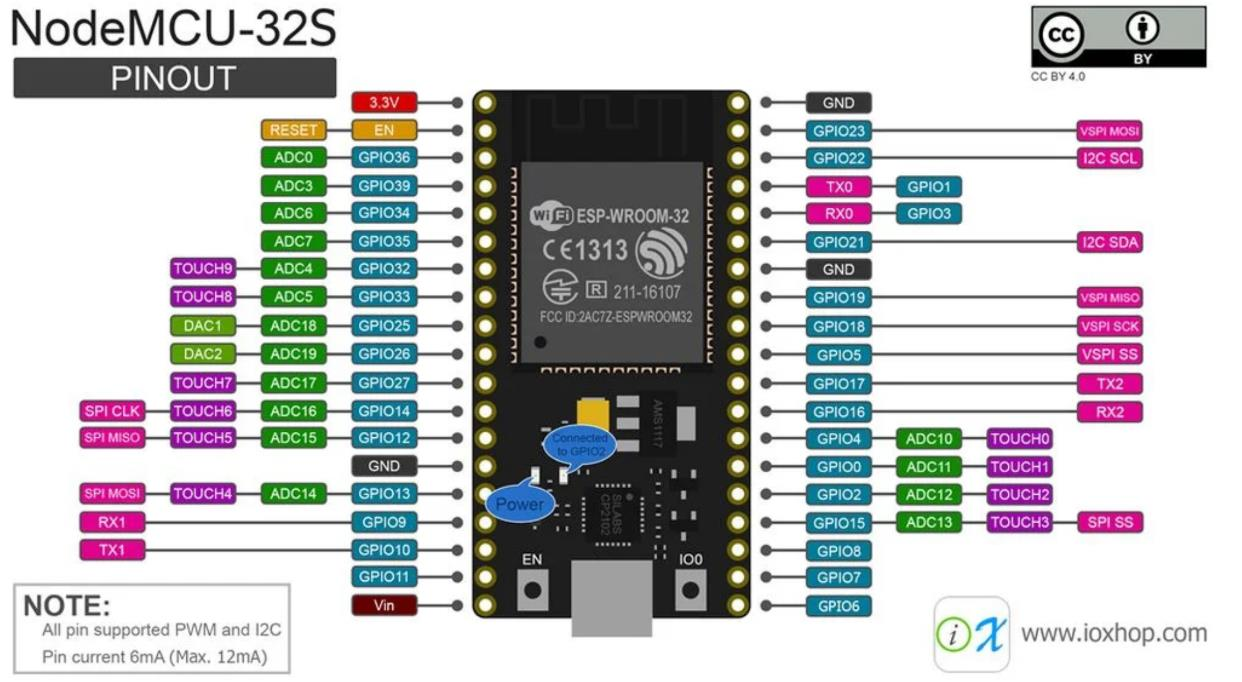 NodeMCU-32S
PINOUT
CC BY
CC BY 4.0
3.3V
RESET EN
ADC0 GPIO36
ADC3 GPIO39
ADC6 GPIO34
ADC7 GPIO35
TOUCH9 ADC4 GPIO32
TOUCH8 ADC5 GPIO33
DAC1 ADC18 GPIO25
DAC2 ADC19 GPIO26
TOUCH7 ADC17 GPIO27
SPI CLK TOUCH6 ADC16 GPIO14
SPI MISO TOUCH5 ADC15 GPIO12
GND
SPI MOSI TOUCH4 ADC14 GPIO13
RX1 GPIO9
TX1 GPIO10
GPIO11
Vin
WiFi ESP-WROOM-32
CE1313
R 211-16107
FCC ID:2AC7Z-ESPWROOM32
AMS1117
Connected
to GPIO2
Power
SILABS
CP2102
EN
IO0
GND
GPIO23 VSPI MOSI
GPIO22 I2C SCL
TX0 GPIO1
RX0 GPIO3
GPIO21 I2C SDA
GND
GPIO19 VSPI MISO
GPIO18 VSPI SCK
GPIO5 VSPI SS
GPIO17 TX2
GPIO16 RX2
GPIO4 ADC10 TOUCH0
GPIO0 ADC11 TOUCH1
GPIO2 ADC12 TOUCH2
GPIO15 ADC13 TOUCH3 SPI SS
GPIO8
GPIO7
GPIO6
NOTE:
All pin supported PWM and I2C
Pin current 6mA (Max. 12mA)
iX www.ioxhop.com